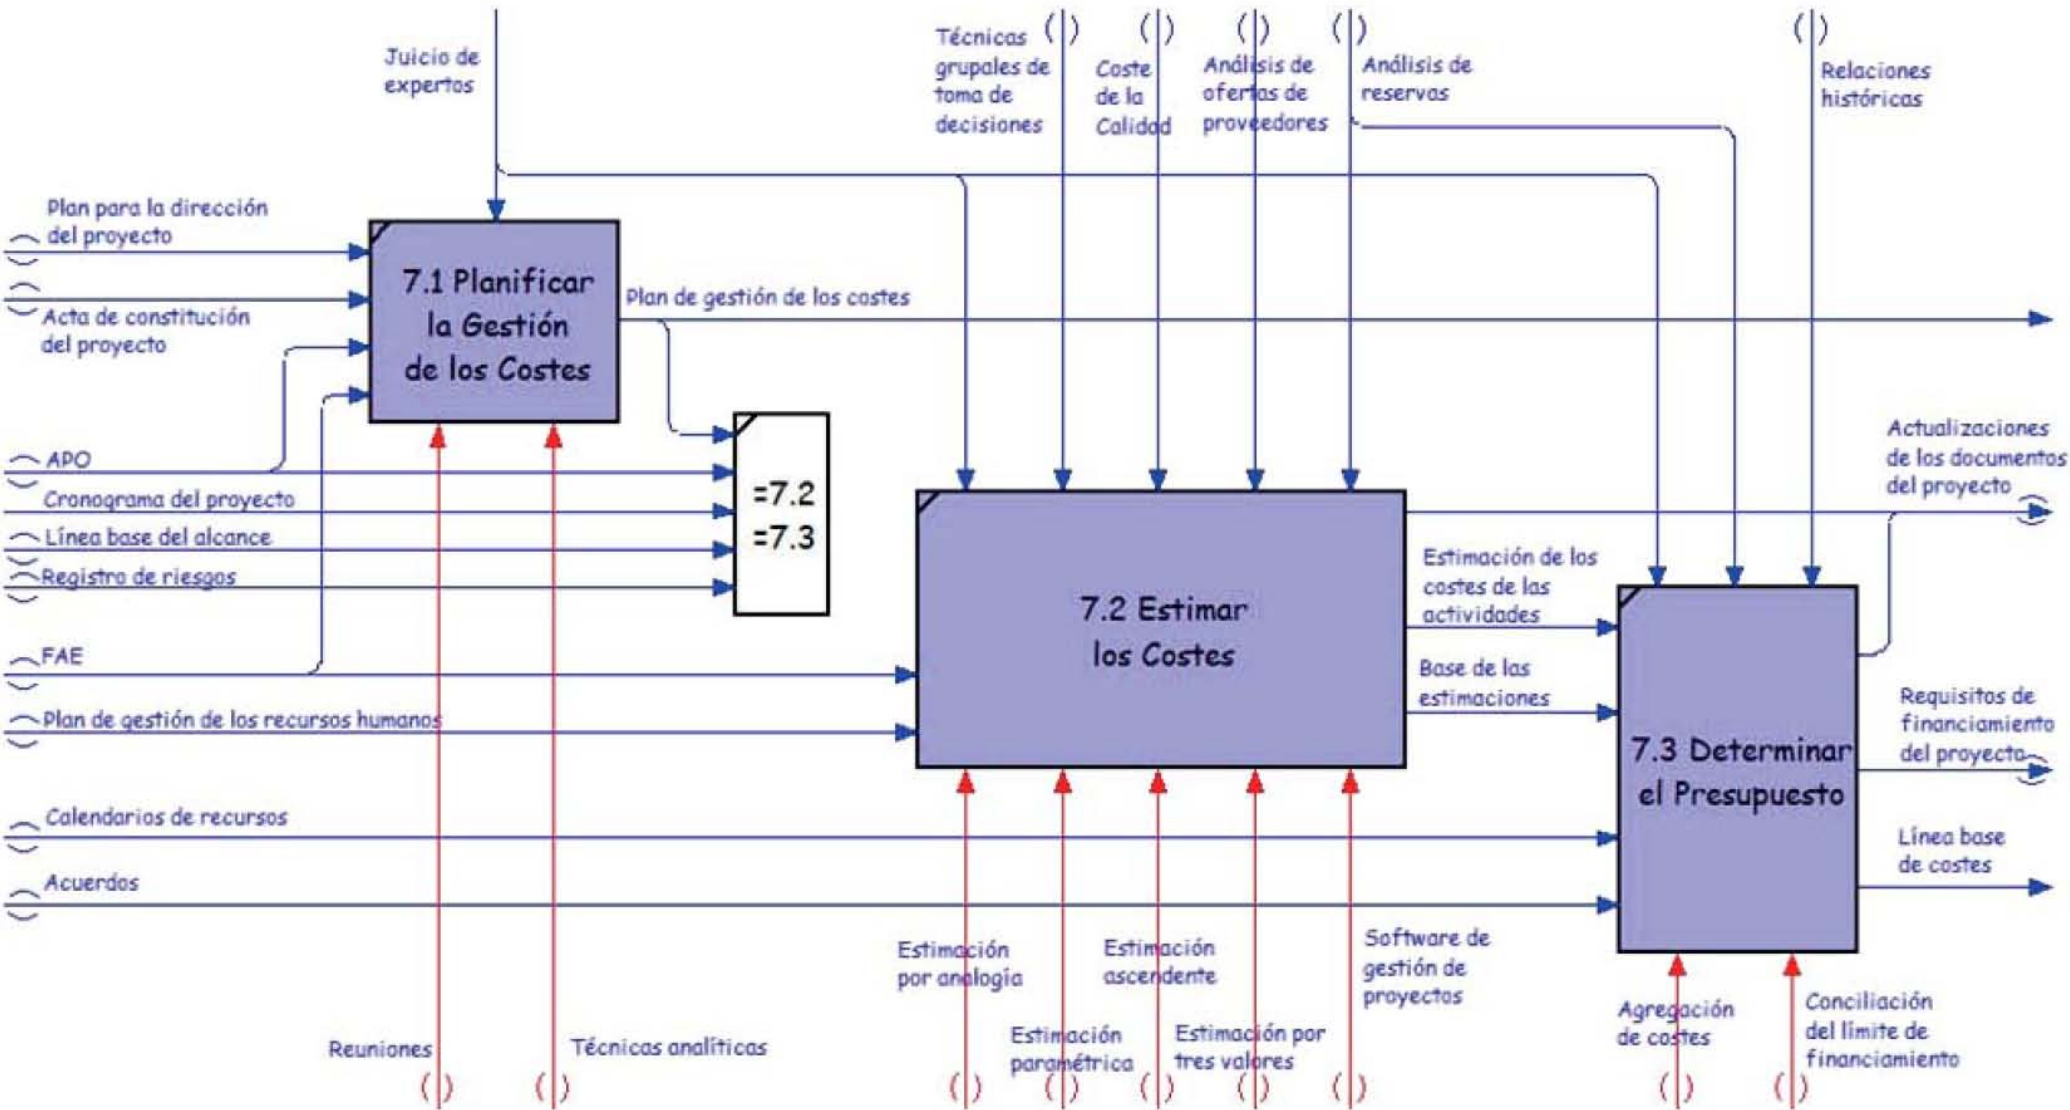 Juicio de
expertos
Técnicas
grupales de
toma de
decisiones
Coste
de la
Calidad
Análisis de
ofertas de
proveedores
Análisis de
reservas
Relaciones
históricas
Plan para la dirección
del proyecto
Acta de constitución
del proyecto
7.1 Planificar
la Gestión
de los Costes
Plan de gestión de los costes
APO
Cronograma del proyecto
Línea base del alcance
Registro de riesgos
=7.2
=7.3
FAE
Plan de gestión de los recursos humanos
7.2 Estimar
los Costes
Actualizaciones
de los documentos
del proyecto
Estimación de los
costes de las
actividades
Base de las
estimaciones
7.3 Determinar
el Presupuesto
Requisitos de
financiamiento
del proyecto
Línea base
de costes
Calendarios de recursos
Acuerdos
Reuniones
Técnicas analíticas
Estimación
por analogía
Estimación
paramétrica
Estimación
ascendente
Estimación por
tres valores
Software de
gestión de
proyectos
Agregación
de costes
Conciliación
del límite de
financiamiento